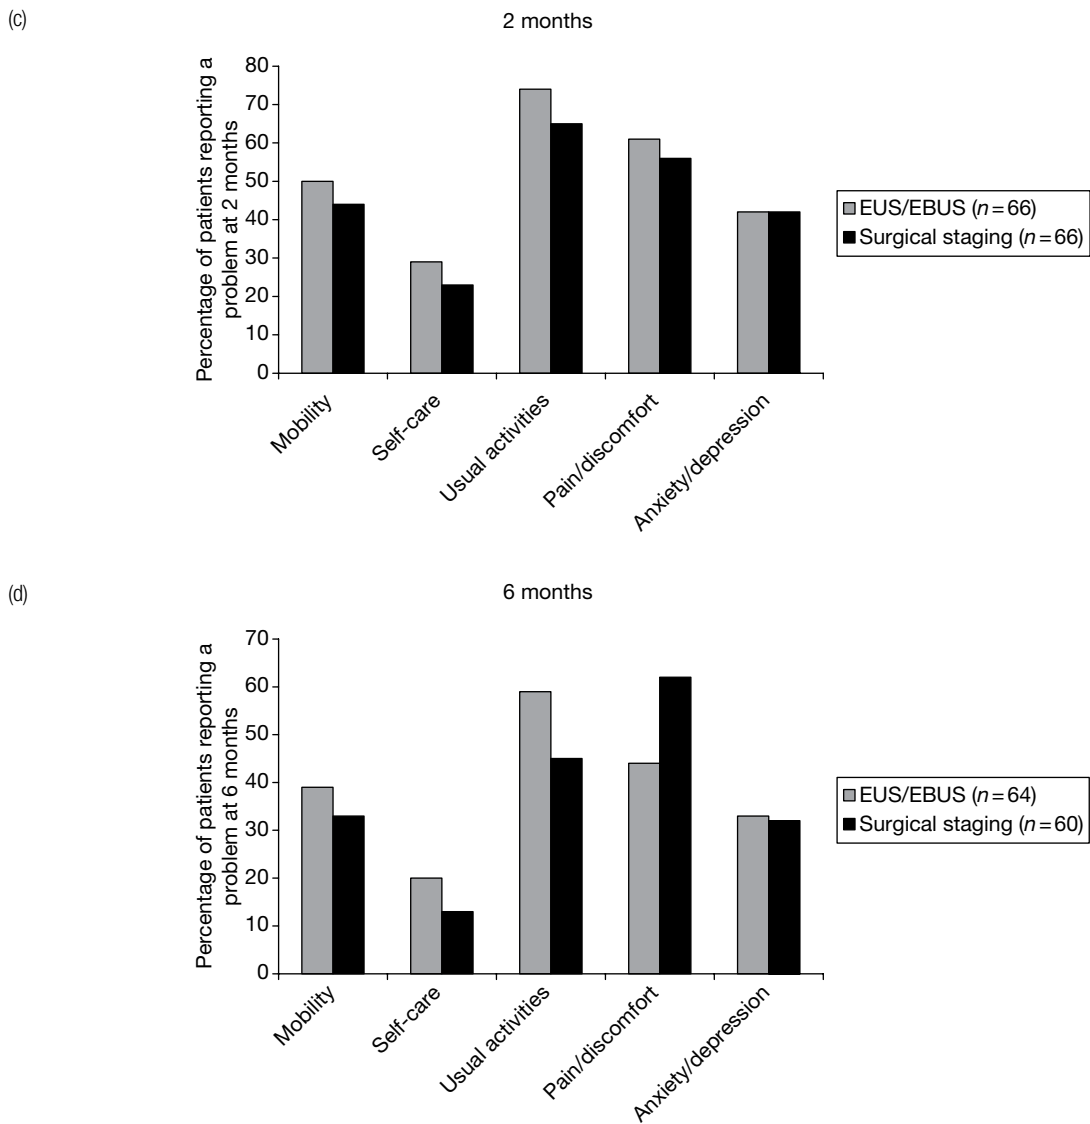 (c)
2 months
Percentage of patients reporting a
problem at 2 months
80
70
60
50
40
30
20
10
0
Mobility
Self-care
Usual activities
Pain/discomfort
Anxiety/depression
EUS/EBUS (n=66)
Surgical staging (n=66)
(d)
6 months
Percentage of patients reporting a
problem at 6 months
70
60
50
40
30
20
10
0
Mobility
Self-care
Usual activities
Pain/discomfort
Anxiety/depression
EUS/EBUS (n=64)
Surgical staging (n=60)